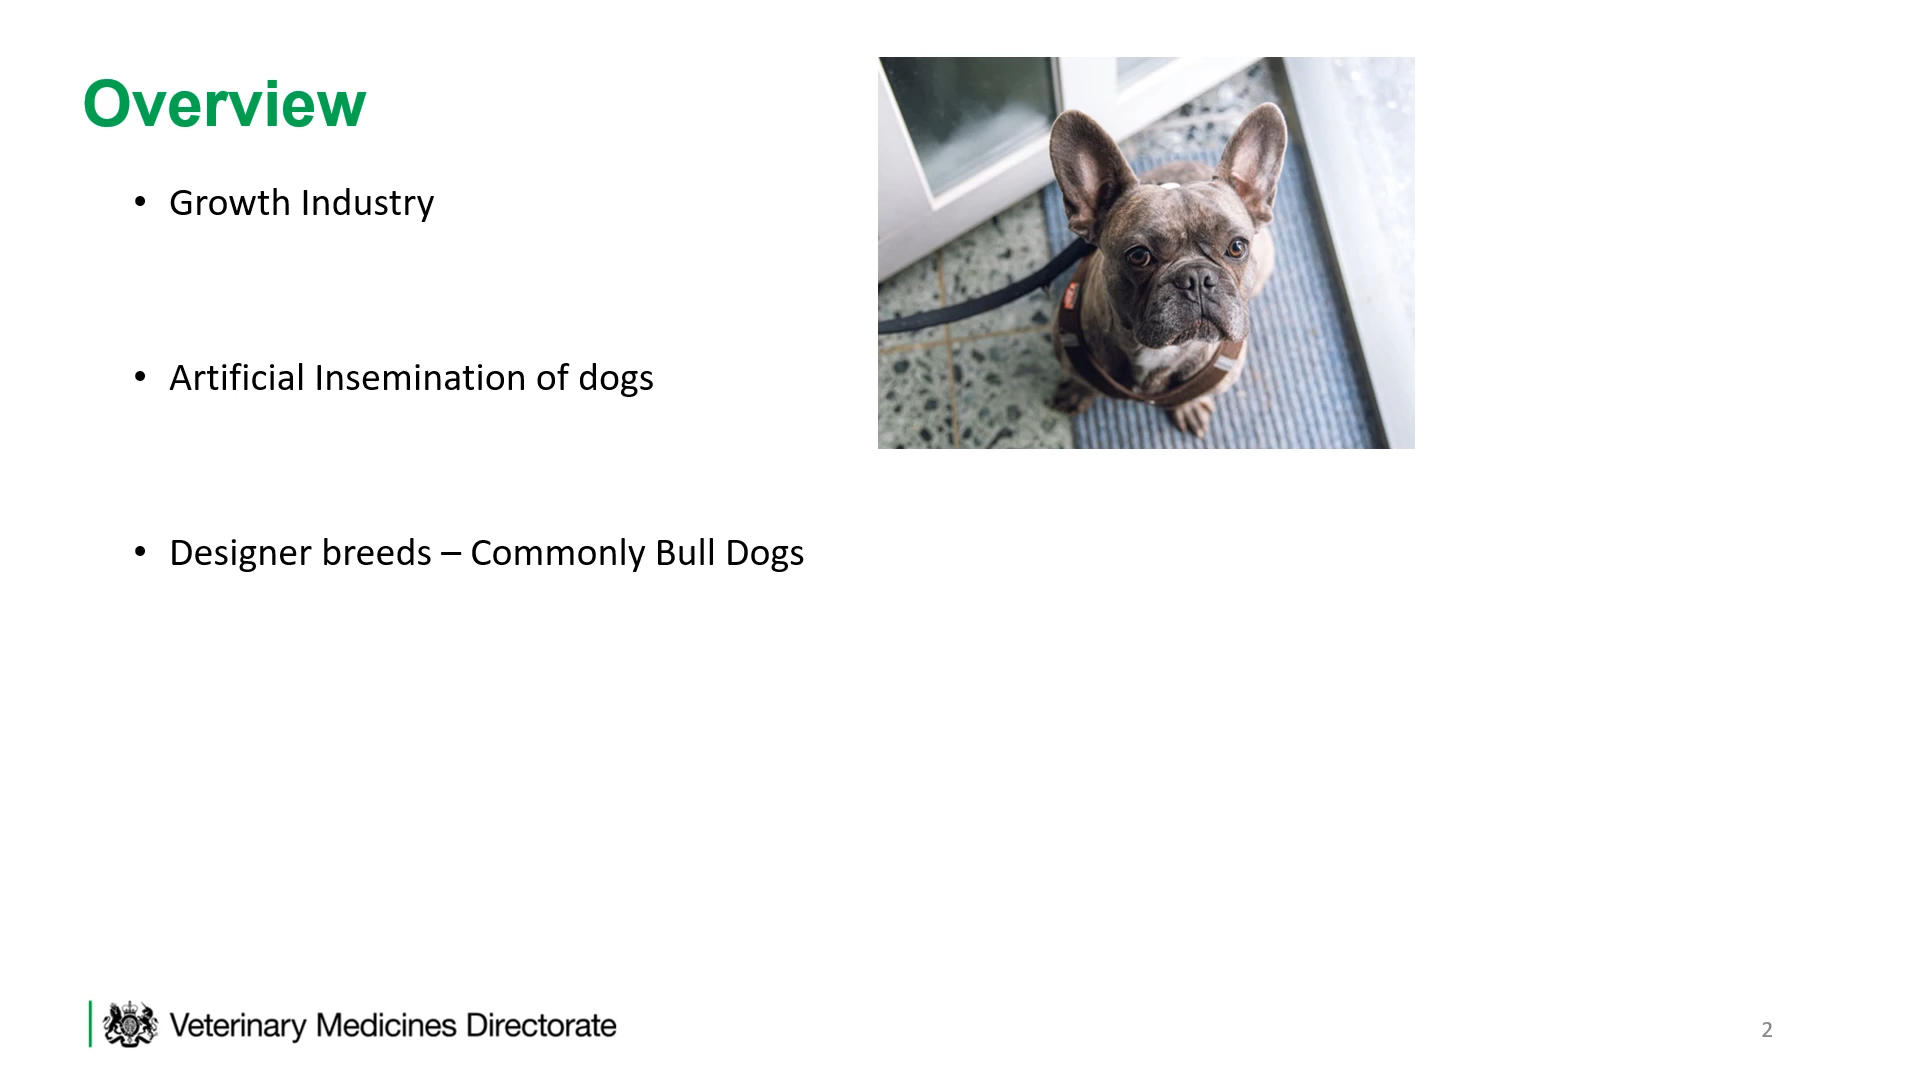 Overview
• Growth Industry
• Artificial Insemination of dogs
• Designer breeds – Commonly Bull Dogs
Veterinary Medicines Directorate
2